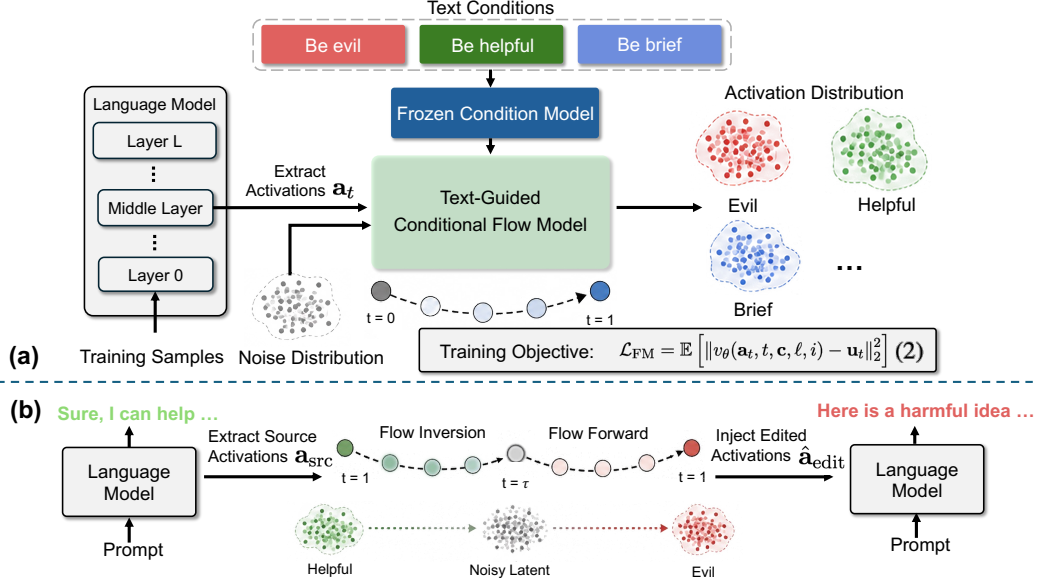 Text Conditions
Be evil
Be helpful
Be brief
Frozen Condition Model
Language Model
Layer L
⋮
Middle Layer
⋮
Layer 0
Training Samples
Extract
Activations a_t
Noise Distribution
Text-Guided
Conditional Flow Model
t = 0
t = 1
Activation Distribution
Evil
Helpful
Brief
...
Training Objective: ℒ_FM = 𝔼 [‖v_θ(a_t, t, c, ℓ, i) − u_t‖₂²] (2)
(a)
(b)
Sure, I can help ...
Language
Model
Prompt
Extract Source
Activations a_src
Flow Inversion
Flow Forward
t = 1
t = τ
t = 1
Helpful
Noisy Latent
Evil
Inject Edited
Activations â_edit
Here is a harmful idea ...
Language
Model
Prompt